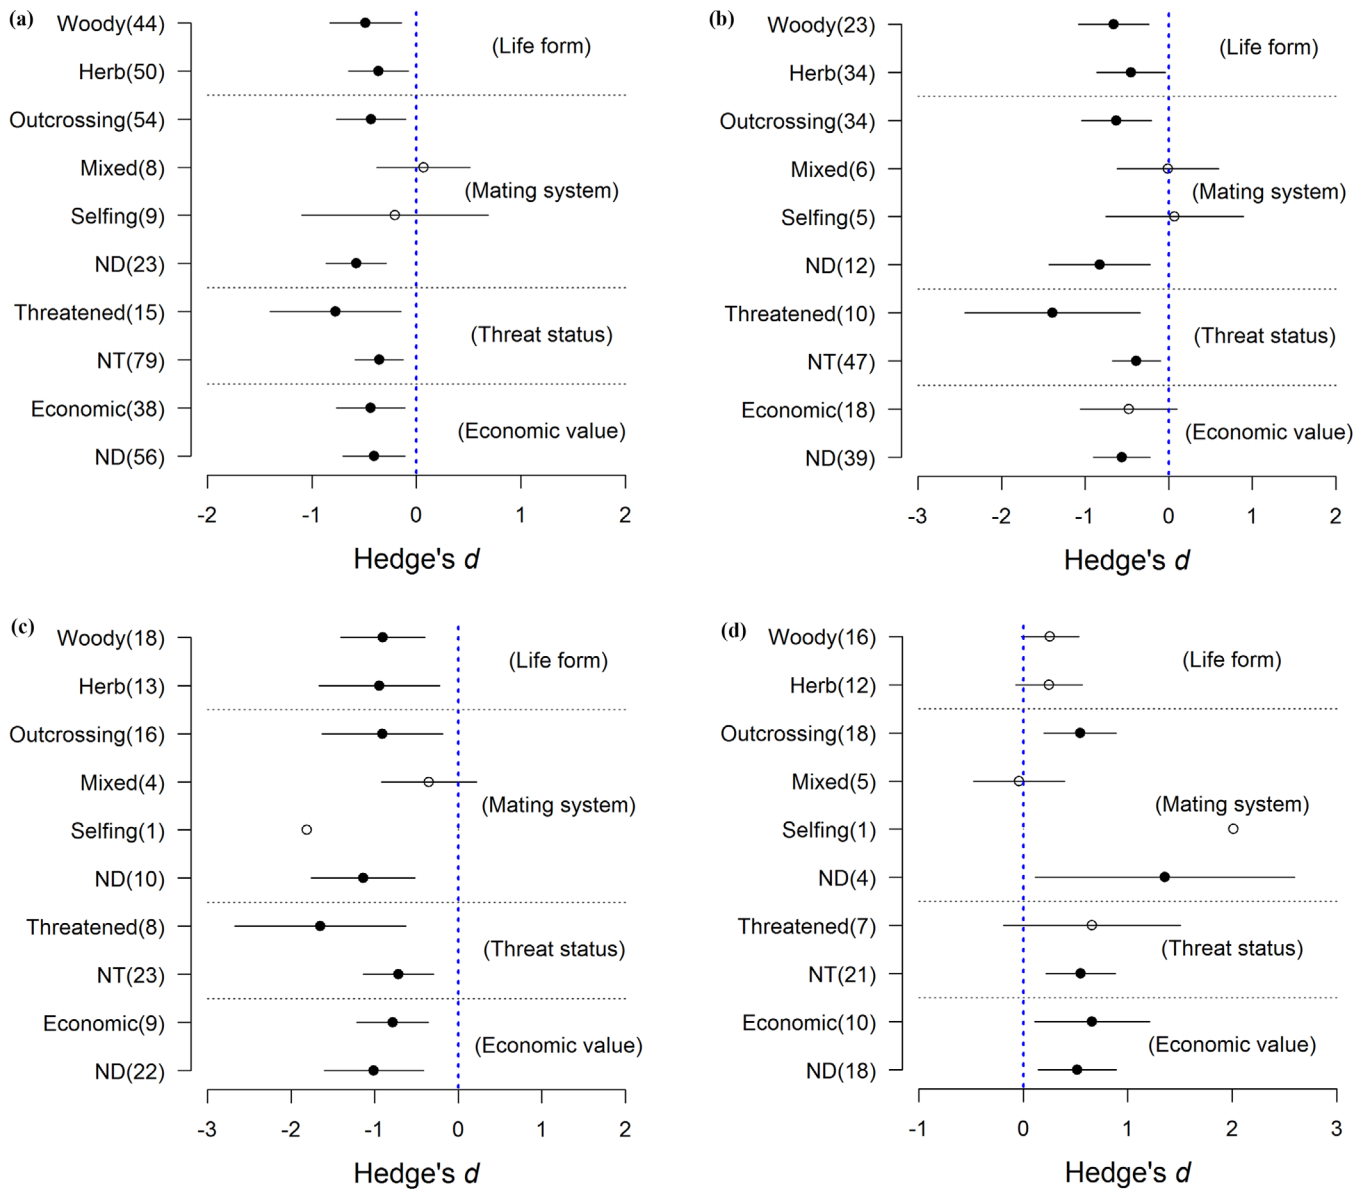 (a)
Woody(44)
(Life form)
Herb(50)
Outcrossing(54)
Mixed(8)
(Mating system)
Selfing(9)
ND(23)
Threatened(15)
(Threat status)
NT(79)
Economic(38)
(Economic value)
ND(56)
-2 -1 0 1 2
Hedge's d
(b)
Woody(23)
(Life form)
Herb(34)
Outcrossing(34)
Mixed(6)
(Mating system)
Selfing(5)
ND(12)
Threatened(10)
(Threat status)
NT(47)
Economic(18)
(Economic value)
ND(39)
-3 -2 -1 0 1 2
Hedge's d
(c)
Woody(18)
(Life form)
Herb(13)
Outcrossing(16)
Mixed(4)
(Mating system)
Selfing(1)
ND(10)
Threatened(8)
(Threat status)
NT(23)
Economic(9)
(Economic value)
ND(22)
-3 -2 -1 0 1 2
Hedge's d
(d)
Woody(16)
(Life form)
Herb(12)
Outcrossing(18)
Mixed(5)
(Mating system)
Selfing(1)
ND(4)
Threatened(7)
(Threat status)
NT(21)
Economic(10)
(Economic value)
ND(18)
-1 0 1 2 3
Hedge's d